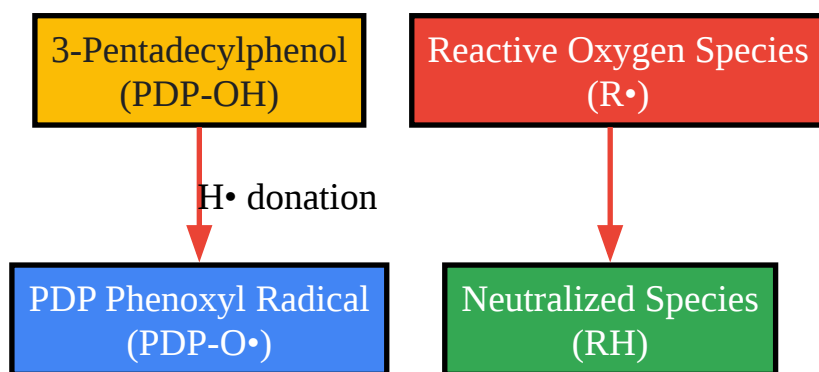 3-Pentadecylphenol
(PDP-OH)
Reactive Oxygen Species
(R•)
H• donation
PDP Phenoxyl Radical
(PDP-O•)
Neutralized Species
(RH)